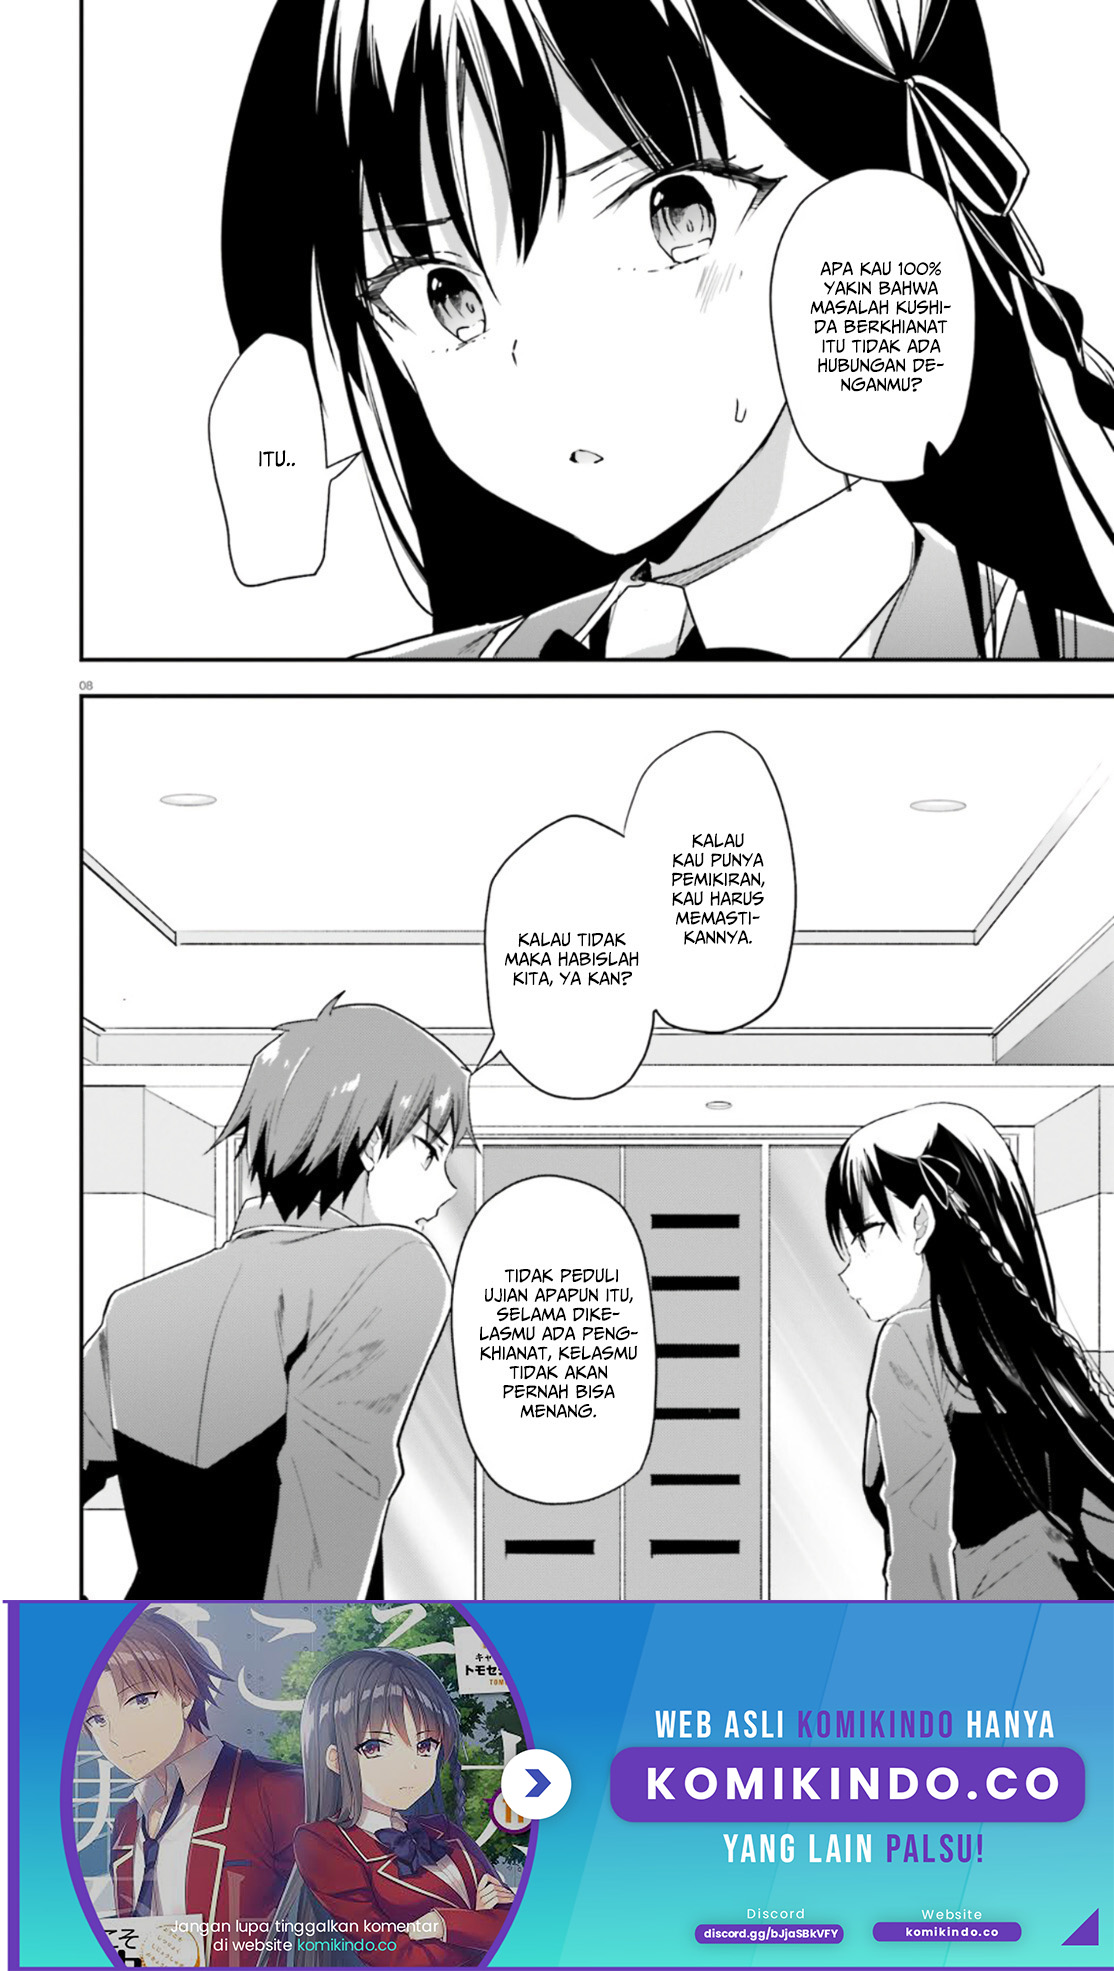 APA KAU 100%
YAKIN BAHWA
MASALAH KUSHI-
DA BERKHIANAT
ITU TIDAK ADA
HUBUNGAN DE-
NGANMU?
ITU..
08
KALAU
KAU PUNYA
PEMIKIRAN,
KAU HARUS
MEMASTI-
KANNYA.
KALAU TIDAK
MAKA HABISLAH
KITA, YA KAN?
TIDAK PEDULI
UJIAN APAPUN ITU,
SELAMA DIKE-
LASMU ADA PENG-
KHIANAT, KELASMU
TIDAK AKAN
PERNAH BISA
MENANG.
WEB ASLI KOMIKINDO HANYA
KOMIKINDO.CO
YANG LAIN PALSU!
Discord
discord.gg/bJjaSBkVFY
Website
komikindo.co
Jangan lupa tinggalkan komentar
di website komikindo.co